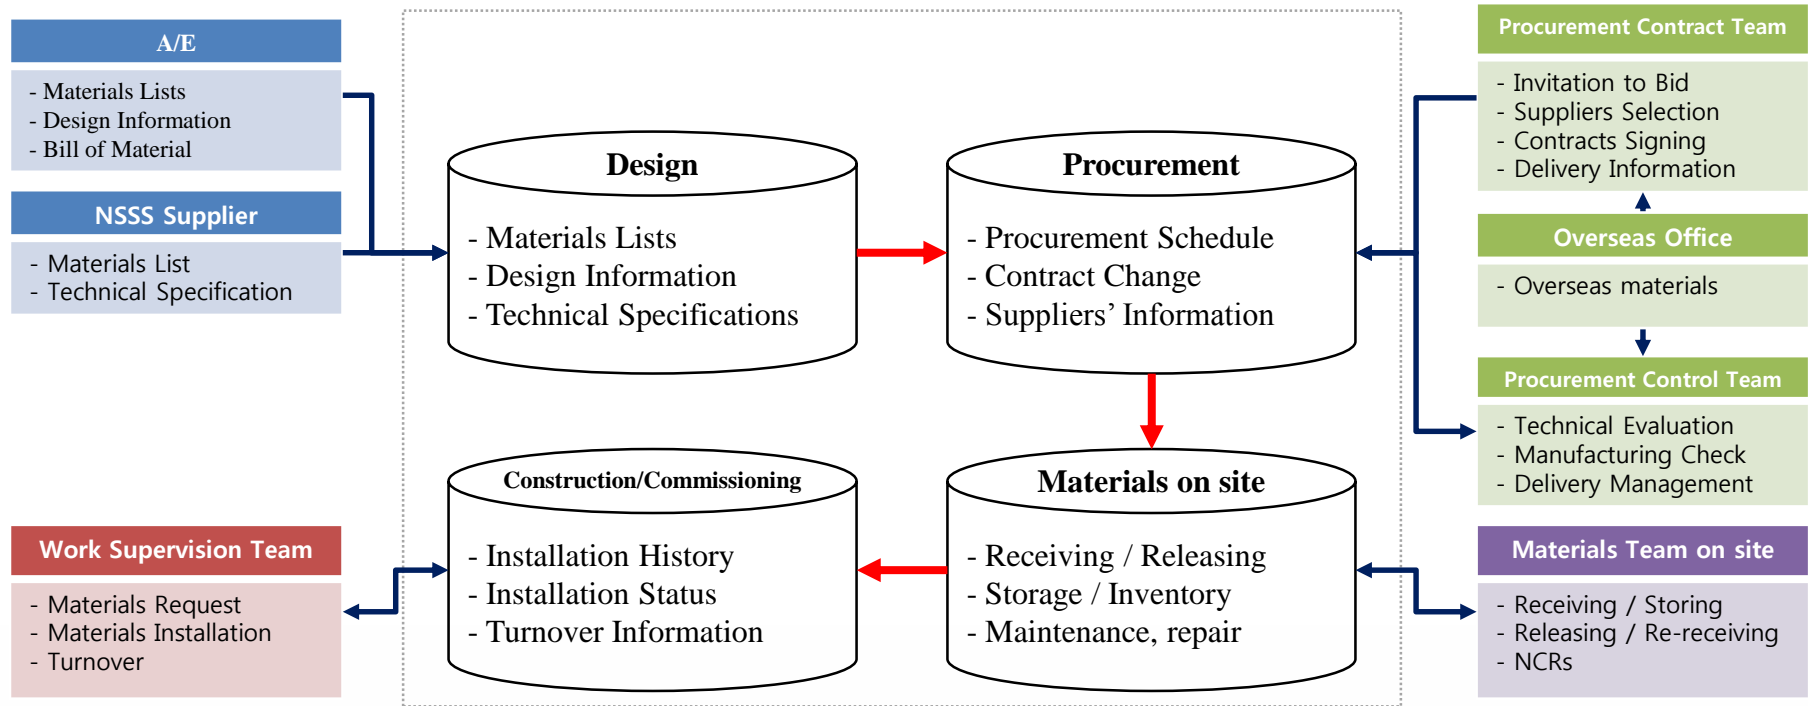 A/E
- Materials Lists
- Design Information
- Bill of Material
NSSS Supplier
- Materials List
- Technical Specification
Design
- Materials Lists
- Design Information
- Technical Specifications
Procurement
- Procurement Schedule
- Contract Change
- Suppliers’ Information
Procurement Contract Team
- Invitation to Bid
- Suppliers Selection
- Contracts Signing
- Delivery Information
Overseas Office
- Overseas materials
Procurement Control Team
- Technical Evaluation
- Manufacturing Check
- Delivery Management
Work Supervision Team
- Materials Request
- Materials Installation
- Turnover
Construction/Commissioning
- Installation History
- Installation Status
- Turnover Information
Materials on site
- Receiving / Releasing
- Storage / Inventory
- Maintenance, repair
Materials Team on site
- Receiving / Storing
- Releasing / Re-receiving
- NCRs